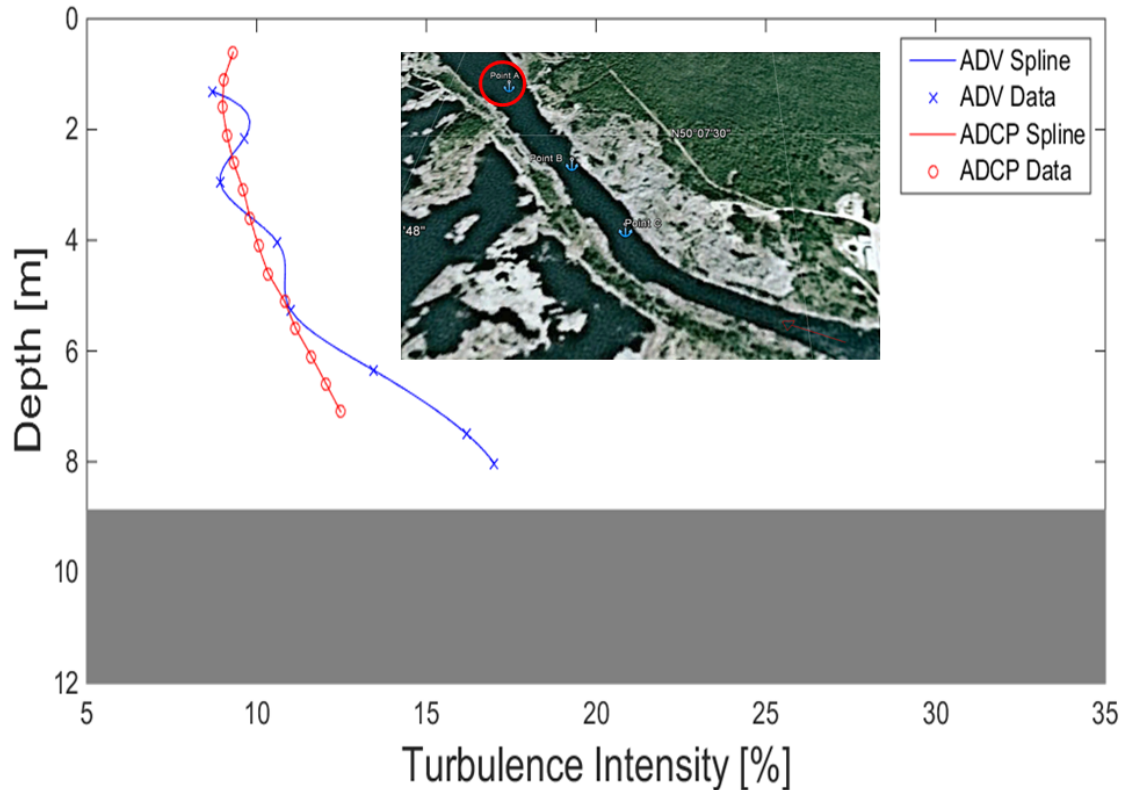 0
2
4
6
8
10
12
Depth [m]
5
10
15
20
25
30
35
Turbulence Intensity [%]
ADV Spline
ADV Data
ADCP Spline
ADCP Data
Point A
N50°07'30"
Point B
Point C
'48"